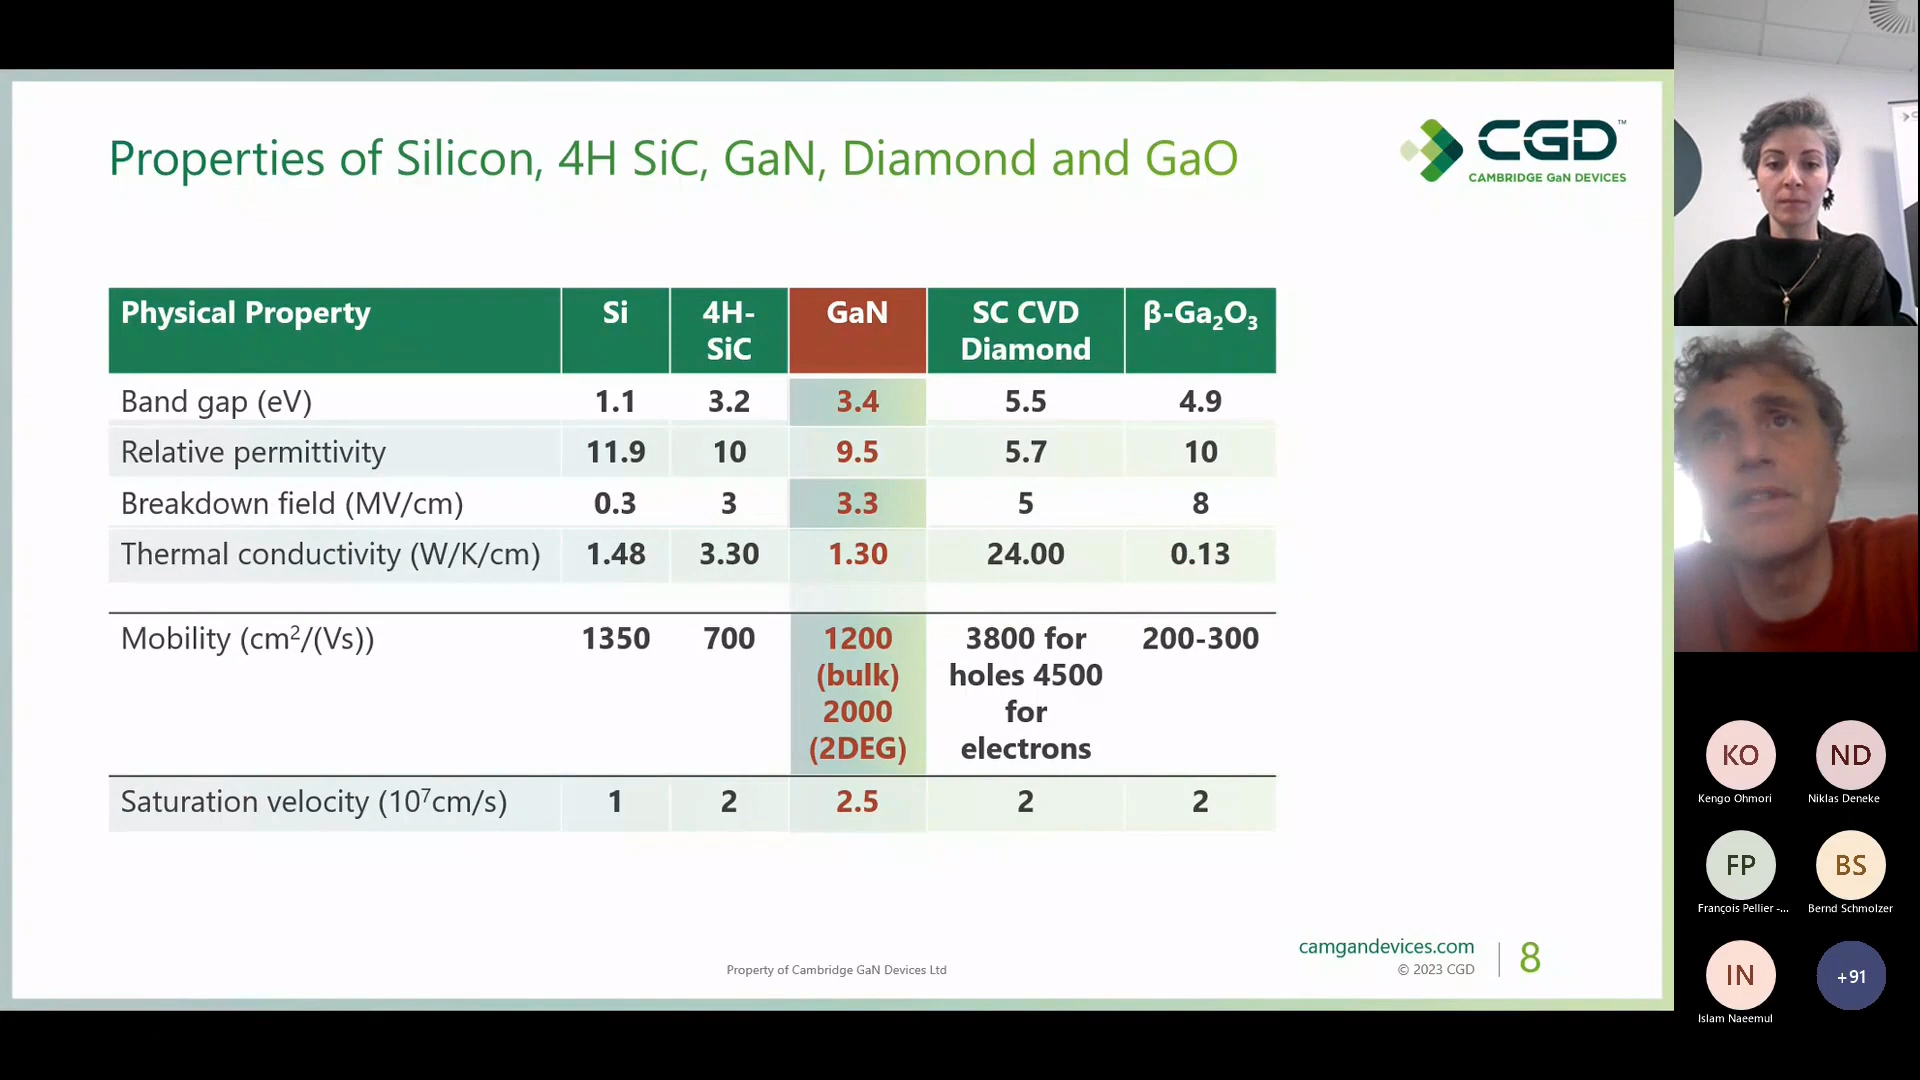 Properties of Silicon, 4H SiC, GaN, Diamond and GaO
CGD™
CAMBRIDGE GaN DEVICES
Physical Property Si 4H-SiC GaN SC CVD Diamond β-Ga₂O₃
Band gap (eV) 1.1 3.2 3.4 5.5 4.9
Relative permittivity 11.9 10 9.5 5.7 10
Breakdown field (MV/cm) 0.3 3 3.3 5 8
Thermal conductivity (W/K/cm) 1.48 3.30 1.30 24.00 0.13
Mobility (cm²/(Vs)) 1350 700 1200 (bulk) 2000 (2DEG) 3800 for holes 4500 for electrons 200-300
Saturation velocity (10⁷cm/s) 1 2 2.5 2 2
Property of Cambridge GaN Devices Ltd
camgandevices.com
© 2023 CGD
8
KO
Kengo Ohmori
ND
Niklas Deneke
FP
François Pellier -...
BS
Bernd Schmolzer
IN
Islam Naeemul
+91